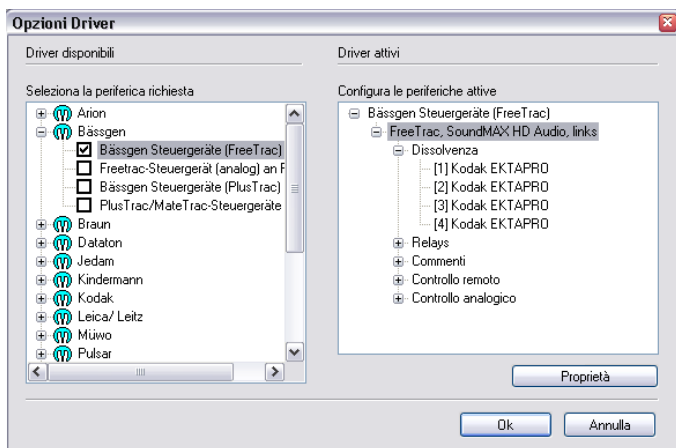 Opzioni Driver
Driver disponibili
Driver attivi
Seleziona la periferica richiesta
Configura le periferiche attive
Arion
Bässgen
Bässgen Steuergeräte (FreeTrac)
Freetrac-Steuergerät (analog) an F
Bässgen Steuergeräte (PlusTrac)
PlusTrac/MateTrac-Steuergeräte
Braun
Dataton
Jedam
Kindermann
Kodak
Leica/ Leitz
Müwo
Pulsar
Bässgen Steuergeräte (FreeTrac)
FreeTrac, SoundMAX HD Audio, links
Dissolvenza
[1] Kodak EKTAPRO
[2] Kodak EKTAPRO
[3] Kodak EKTAPRO
[4] Kodak EKTAPRO
Relays
Commenti
Controllo remoto
Controllo analogico
Proprietà
Ok
Annulla